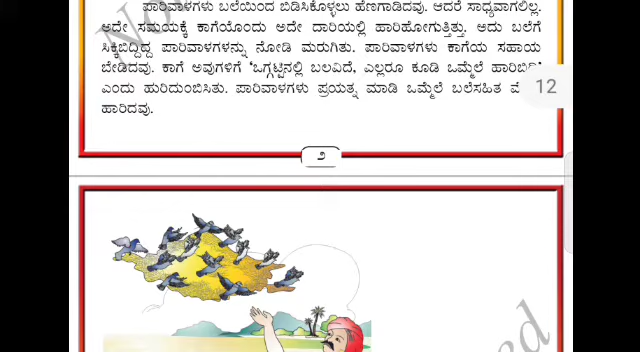 ಪಾರಿವಾಳಗಳು ಬಲೆಯಿಂದ ಬಿಡಿಸಿಕೊಳ್ಳಲು ಹೆಣಗಾಡಿದವು. ಆದರೆ ಸಾಧ್ಯವಾಗಲಿಲ್ಲ.
ಅದೇ ಸಮಯಕ್ಕೆ ಕಾಗೆಯೊಂದು ಅದೇ ದಾರಿಯಲ್ಲಿ ಹಾರಿಹೋಗುತ್ತಿತ್ತು. ಅದು ಬಲೆಗೆ
ಸಿಕ್ಕಿಬಿದ್ದಿದ್ದ ಪಾರಿವಾಳಗಳನ್ನು ನೋಡಿ ಮರುಗಿತು. ಪಾರಿವಾಳಗಳು ಕಾಗೆಯ ಸಹಾಯ
ಬೇಡಿದವು. ಕಾಗೆ ಅವುಗಳಿಗೆ 'ಒಗ್ಗಟ್ಟಿನಲ್ಲಿ ಬಲವಿದೆ, ಎಲ್ಲರೂ ಕೂಡಿ ಒಮ್ಮೆಲೆ
12
ಎಂದು ಹುರಿದುಂಬಿಸಿತು. ಪಾರಿವಾಳಗಳು ಪ್ರಯತ್ನ ಮಾಡಿ ಒಮ್ಮೆಲೆ ಬಲೆಸಹಿತ
ಹಾರಿದವು.
೨